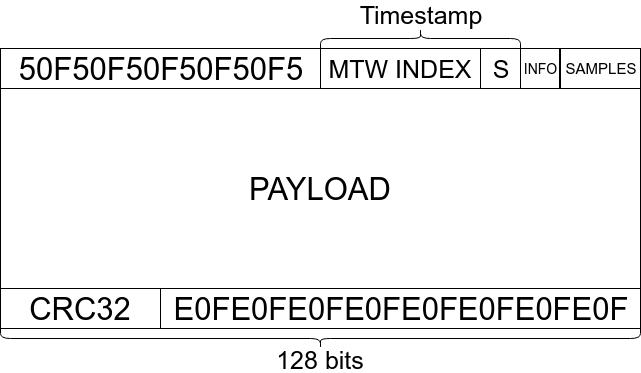 Timestamp
50F50F50F50F50F5 MTW INDEX S INFO SAMPLES
PAYLOAD
CRC32 E0FE0FE0FE0FE0FE0FE0FE0F
128 bits